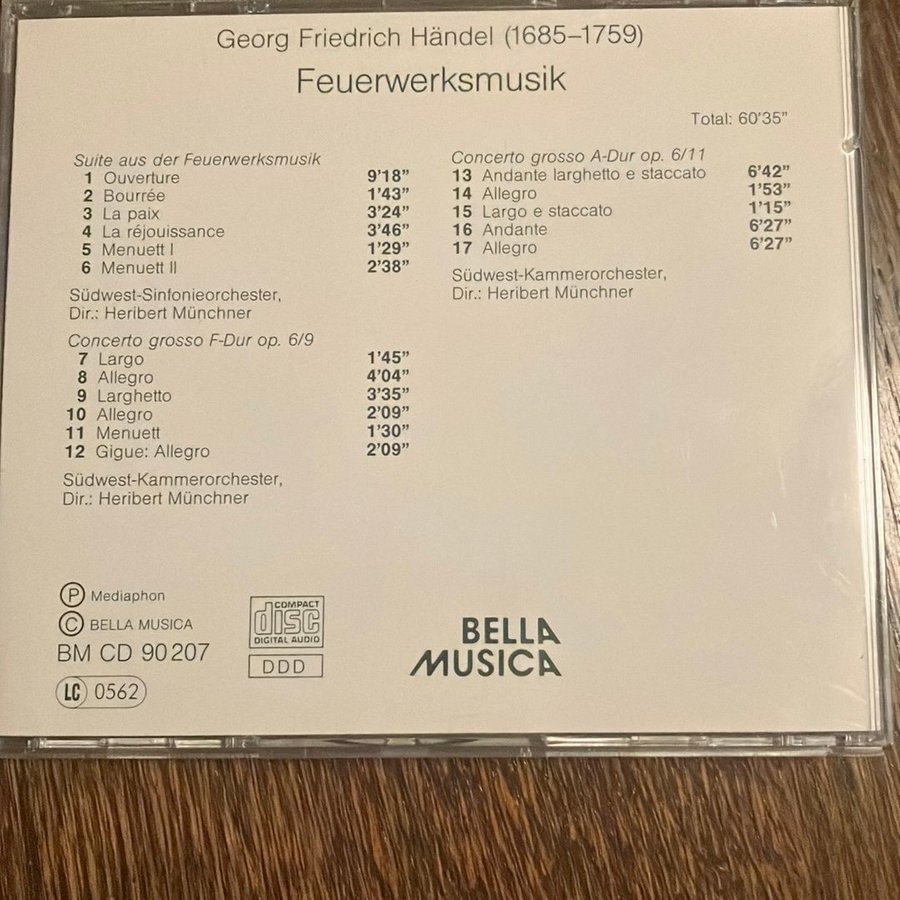 Georg Friedrich Händel (1685–1759)
Feuerwerksmusik
Total: 60'35”
Suite aus der Feuerwerksmusik
1 Ouverture 9'18”
2 Bourrée 1'43”
3 La paix 3'24”
4 La réjouissance 3'46”
5 Menuett I 1'29”
6 Menuett II 2'38”
Südwest-Sinfonieorchester,
Dir.: Heribert Münchner
Concerto grosso F-Dur op. 6/9
7 Largo 1'45”
8 Allegro 4'04”
9 Larghetto 3'35”
10 Allegro 2'09”
11 Menuett 1'30”
12 Gigue: Allegro 2'09”
Südwest-Kammerorchester,
Dir.: Heribert Münchner
Concerto grosso A-Dur op. 6/11
13 Andante larghetto e staccato 6'42”
14 Allegro 1'53”
15 Largo e staccato 1'15”
16 Andante 6'27”
17 Allegro 6'27”
Südwest-Kammerorchester,
Dir.: Heribert Münchner
Ⓟ Mediaphon
Ⓒ BELLA MUSICA
BM CD 90 207
LC 0562
COMPACT
disc
DIGITAL AUDIO
DDD
BELLA
MUSICA